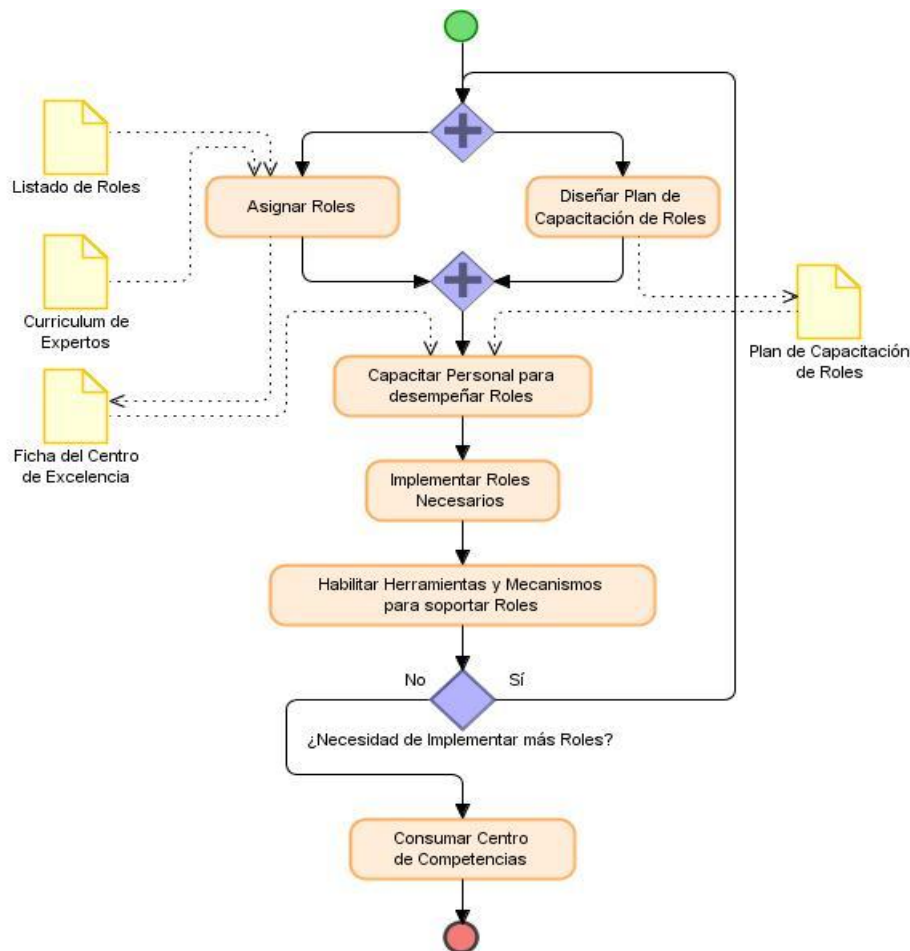 Listado de Roles
Asignar Roles
Diseñar Plan de
Capacitación de Roles
Curriculum de
Expertos
Plan de Capacitación
de Roles
Capacitar Personal para
desempeñar Roles
Ficha del Centro
de Excelencia
Implementar Roles
Necesarios
Habilitar Herramientas y Mecanismos
para soportar Roles
No
Sí
¿Necesidad de Implementar más Roles?
Consumar Centro
de Competencias